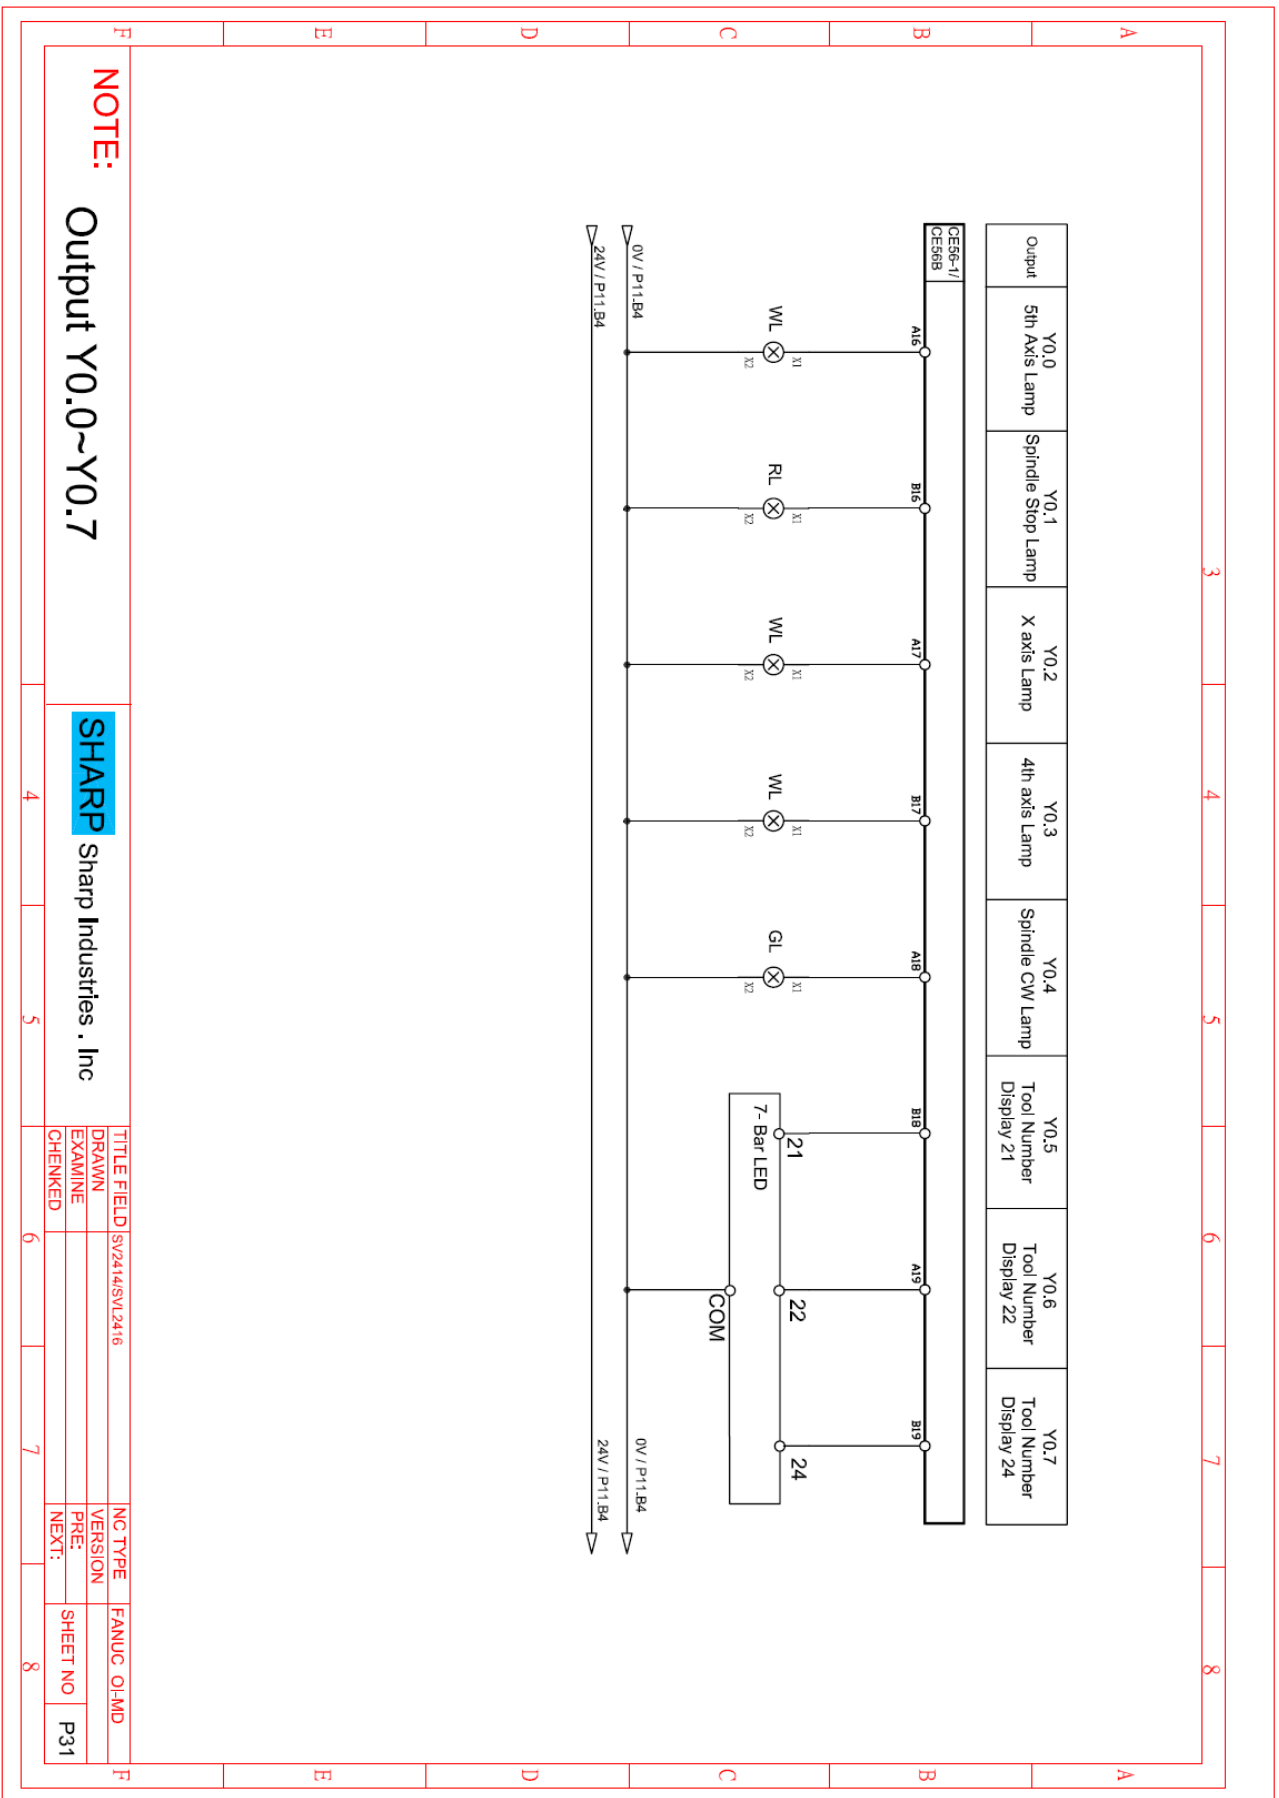 A
B
C
D
E
F
3
4
5
6
7
8
Output
Y0.0
5th Axis Lamp
Y0.1
Spindle Stop Lamp
Y0.2
X axis Lamp
Y0.3
4th axis Lamp
Y0.4
Spindle CW Lamp
Y0.5
Tool Number
Display 21
Y0.6
Tool Number
Display 22
Y0.7
Tool Number
Display 24
CE56-1/
CE56B
A16
B16
A17
B17
A18
B18
A19
B19
WL
X1
X2
RL
X1
X2
WL
X1
X2
WL
X1
X2
GL
X1
X2
7- Bar LED
21
22
24
COM
0V / P11.B4
0V / P11.B4
24V / P11.B4
24V / P11.B4
A
B
C
D
E
F
3
4
5
6
7
8
NOTE:
Output Y0.0~Y0.7
SHARP Sharp Industries . Inc
TITLE FIELD SV2414/SVL2416
DRAWN
EXAMINE
CHENKED
NC TYPE FANUC OI-MD
VERSION
PRE:
NEXT:
SHEET NO P31